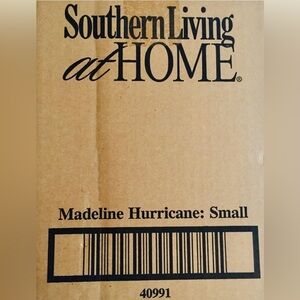 Southern Living
at HOME®
Madeline Hurricane: Small
40991